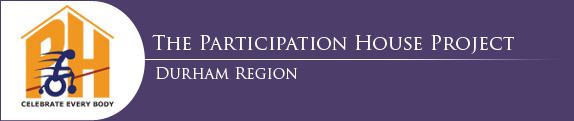 PH
CELEBRATE EVERY BODY
THE PARTICIPATION HOUSE PROJECT
DURHAM REGION